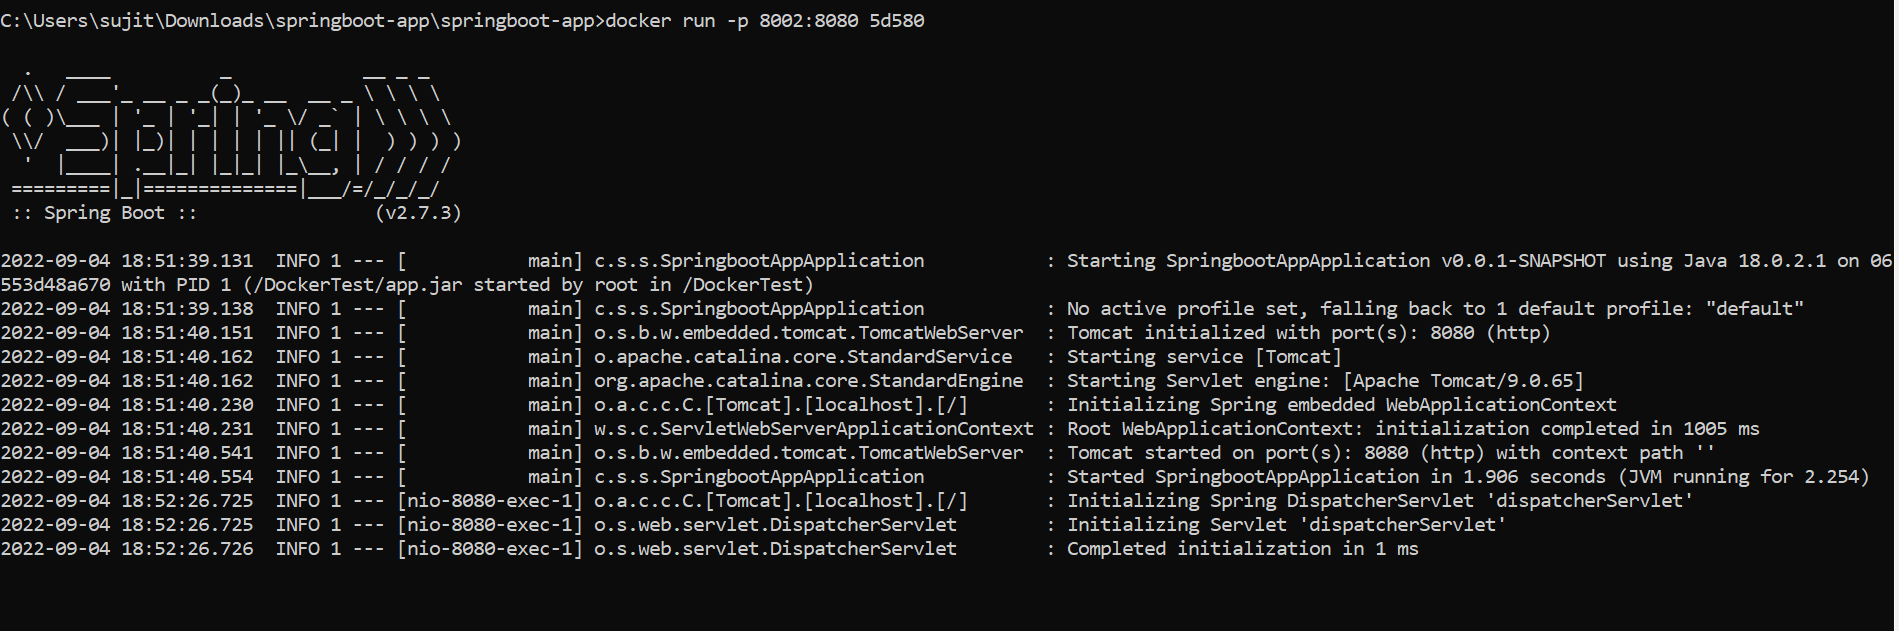 C:\Users\sujit\Downloads\springboot-app\springboot-app>docker run -p 8002:8080 5d580

  .   ____          _            __ _ _
 /\\ / ___'_ __ _ _(_)_ __  __ _ \ \ \ \
( ( )\___ | '_ | '_| | '_ \/ _` | \ \ \ \
 \\/  ___)| |_)| | | | | || (_| |  ) ) ) )
  '  |____| .__|_| |_|_| |_\__, | / / / /
 =========|_|==============|___/=/_/_/_/
 :: Spring Boot ::                (v2.7.3)

2022-09-04 18:51:39.131  INFO 1 --- [           main] c.s.s.SpringbootAppApplication           : Starting SpringbootAppApplication v0.0.1-SNAPSHOT using Java 18.0.2.1 on 06
553d48a670 with PID 1 (/DockerTest/app.jar started by root in /DockerTest)
2022-09-04 18:51:39.138  INFO 1 --- [           main] c.s.s.SpringbootAppApplication           : No active profile set, falling back to 1 default profile: "default"
2022-09-04 18:51:40.151  INFO 1 --- [           main] o.s.b.w.embedded.tomcat.TomcatWebServer  : Tomcat initialized with port(s): 8080 (http)
2022-09-04 18:51:40.162  INFO 1 --- [           main] o.apache.catalina.core.StandardService   : Starting service [Tomcat]
2022-09-04 18:51:40.162  INFO 1 --- [           main] org.apache.catalina.core.StandardEngine  : Starting Servlet engine: [Apache Tomcat/9.0.65]
2022-09-04 18:51:40.230  INFO 1 --- [           main] o.a.c.c.C.[Tomcat].[localhost].[/]       : Initializing Spring embedded WebApplicationContext
2022-09-04 18:51:40.231  INFO 1 --- [           main] w.s.c.ServletWebServerApplicationContext : Root WebApplicationContext: initialization completed in 1005 ms
2022-09-04 18:51:40.541  INFO 1 --- [           main] o.s.b.w.embedded.tomcat.TomcatWebServer  : Tomcat started on port(s): 8080 (http) with context path ''
2022-09-04 18:51:40.554  INFO 1 --- [           main] c.s.s.SpringbootAppApplication           : Started SpringbootAppApplication in 1.906 seconds (JVM running for 2.254)
2022-09-04 18:52:26.725  INFO 1 --- [nio-8080-exec-1] o.a.c.c.C.[Tomcat].[localhost].[/]       : Initializing Spring DispatcherServlet 'dispatcherServlet'
2022-09-04 18:52:26.725  INFO 1 --- [nio-8080-exec-1] o.s.web.servlet.DispatcherServlet        : Initializing Servlet 'dispatcherServlet'
2022-09-04 18:52:26.726  INFO 1 --- [nio-8080-exec-1] o.s.web.servlet.DispatcherServlet        : Completed initialization in 1 ms